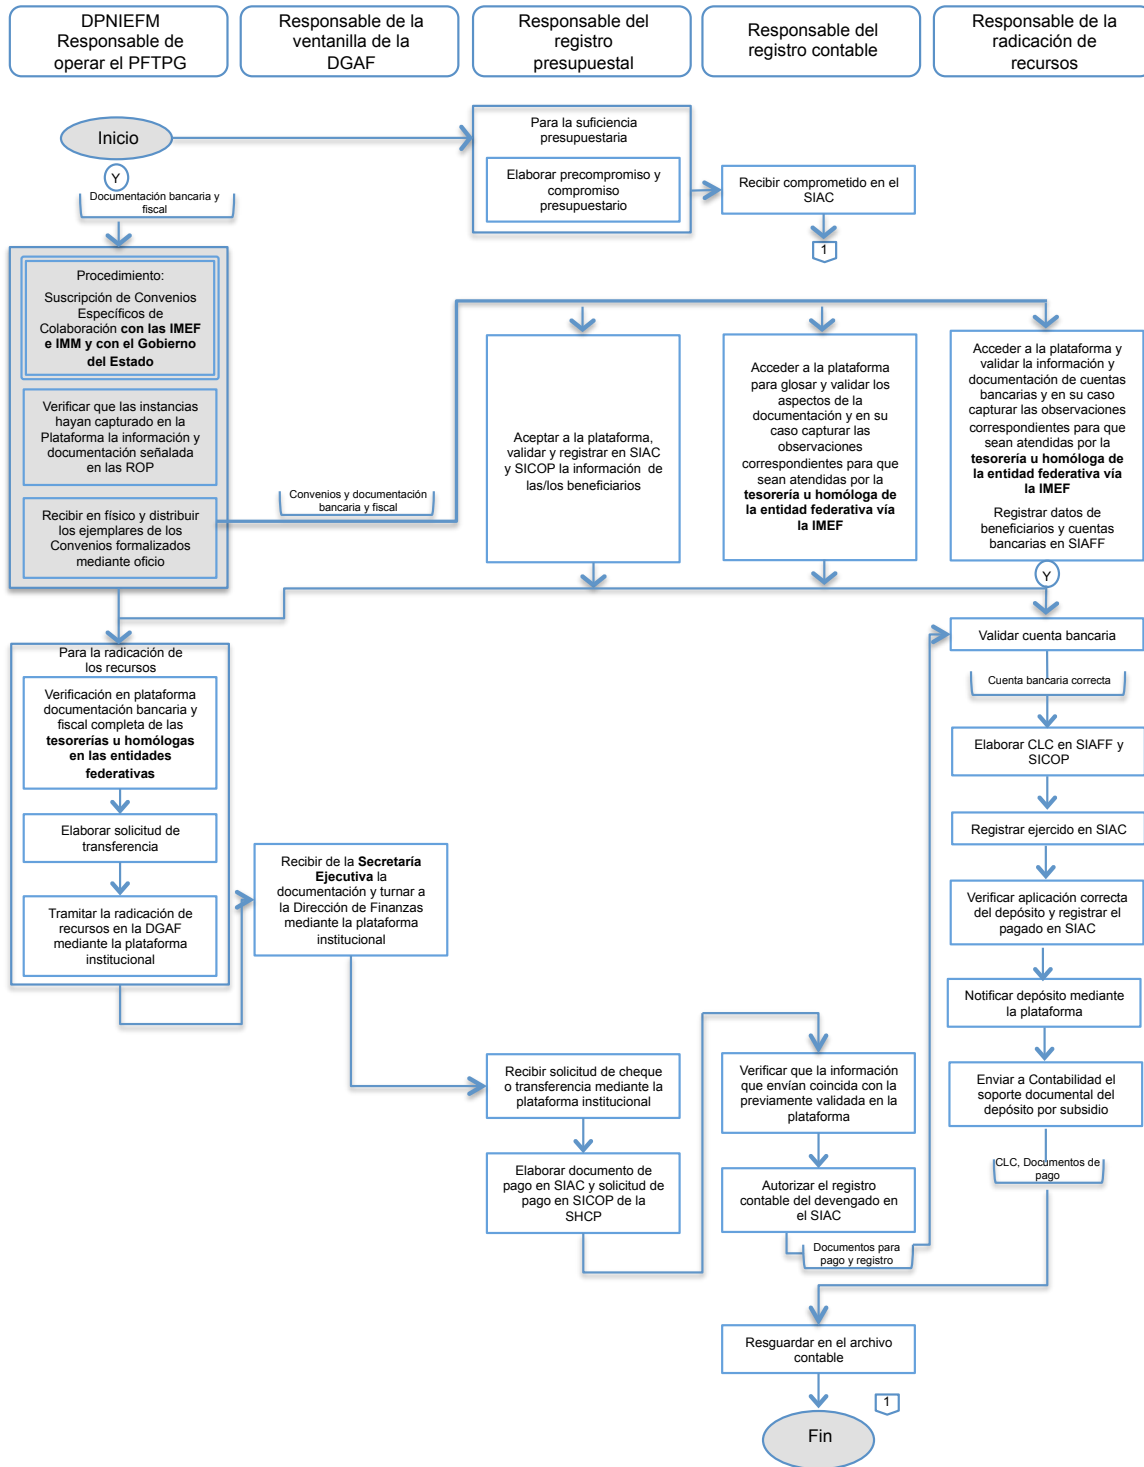 DPNIEFM
Responsable de
operar el PFTPG
Responsable de la
ventanilla de la
DGAF
Responsable del
registro
presupuestal
Responsable del
registro contable
Responsable de la
radicación de
recursos
Inicio
Y
Documentación bancaria y
fiscal
Para la suficiencia
presupuestaria
Elaborar precompromiso y
compromiso
presupuestario
Recibir comprometido en el
SIAC
1
Procedimiento:
Suscripción de Convenios
Específicos de
Colaboración con las IMEF
e IMM y con el Gobierno
del Estado
Verificar que las instancias
hayan capturado en la
Plataforma la información y
documentación señalada
en las ROP
Recibir en físico y distribuir
los ejemplares de los
Convenios formalizados
mediante oficio
Convenios y documentación
bancaria y fiscal
Aceptar a la plataforma,
validar y registrar en SIAC
y SICOP la información de
las/los beneficiarios
Acceder a la plataforma
para glosar y validar los
aspectos de la
documentación y en su
caso capturar las
observaciones
correspondientes para que
sean atendidas por la
tesorería u homóloga de
la entidad federativa vía
la IMEF
Acceder a la plataforma y
validar la información y
documentación de cuentas
bancarias y en su caso
capturar las observaciones
correspondientes para que
sean atendidas por la
tesorería u homóloga de
la entidad federativa vía
la IMEF
Registrar datos de
beneficiarios y cuentas
bancarias en SIAFF
Y
Para la radicación de
los recursos
Verificación en plataforma
documentación bancaria y
fiscal completa de las
tesorerías u homólogas
en las entidades
federativas
Elaborar solicitud de
transferencia
Tramitar la radicación de
recursos en la DGAF
mediante la plataforma
institucional
Recibir de la Secretaría
Ejecutiva la
documentación y turnar a
la Dirección de Finanzas
mediante la plataforma
institucional
Recibir solicitud de cheque
o transferencia mediante la
plataforma institucional
Elaborar documento de
pago en SIAC y solicitud de
pago en SICOP de la
SHCP
Verificar que la información
que envían coincida con la
previamente validada en la
plataforma
Autorizar el registro
contable del devengado en
el SIAC
Documentos para
pago y registro
Validar cuenta bancaria
Cuenta bancaria correcta
Elaborar CLC en SIAFF y
SICOP
Registrar ejercido en SIAC
Verificar aplicación correcta
del depósito y registrar el
pagado en SIAC
Notificar depósito mediante
la plataforma
Enviar a Contabilidad el
soporte documental del
depósito por subsidio
CLC, Documentos de
pago
Resguardar en el archivo
contable
1
Fin